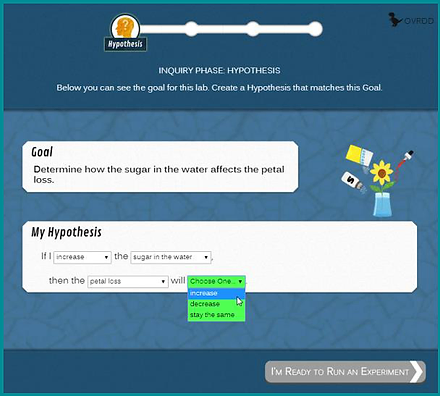 Hypothesis
OVRDD
INQUIRY PHASE: HYPOTHESIS
Below you can see the goal for this lab. Create a Hypothesis that matches this Goal.
Goal
Determine how the sugar in the water affects the petal
loss.
My Hypothesis
If I increase the sugar in the water,
then the petal loss will Choose One...
increase
decrease
stay the same
I'm Ready to Run an Experiment